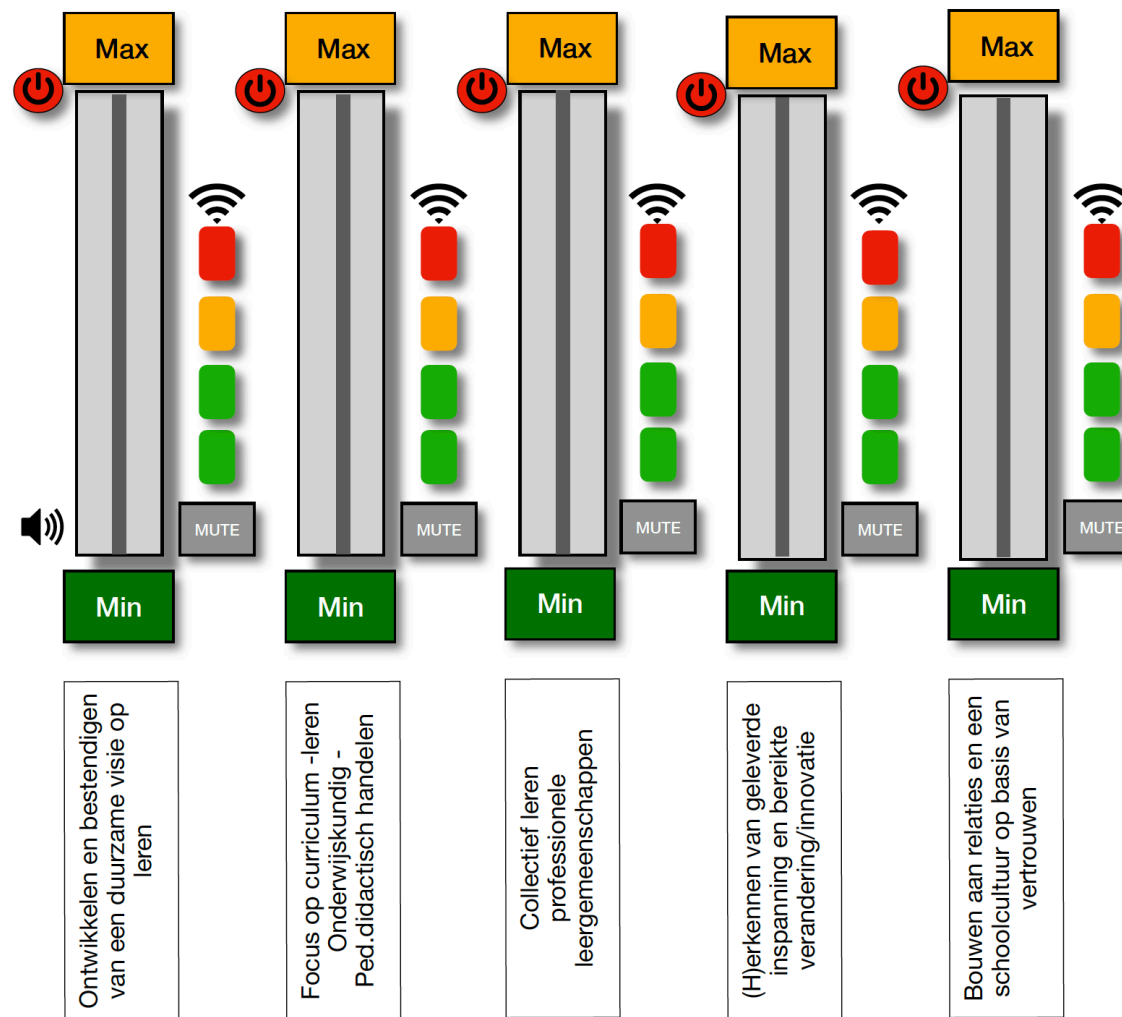 Max
Max
Max
Max
Max
MUTE
MUTE
MUTE
MUTE
MUTE
Min
Min
Min
Min
Min
Ontwikkelen en bestendigen
van een duurzame visie op
leren
Focus op curriculum -leren
Onderwijskundig -
Ped.didactisch handelen
Collectief leren
professionele
leergemeenschappen
(H)erkennen van geleverde
inspanning en bereikte
verandering/innovatie
Bouwen aan relaties en een
schoolcultuur op basis van
vertrouwen